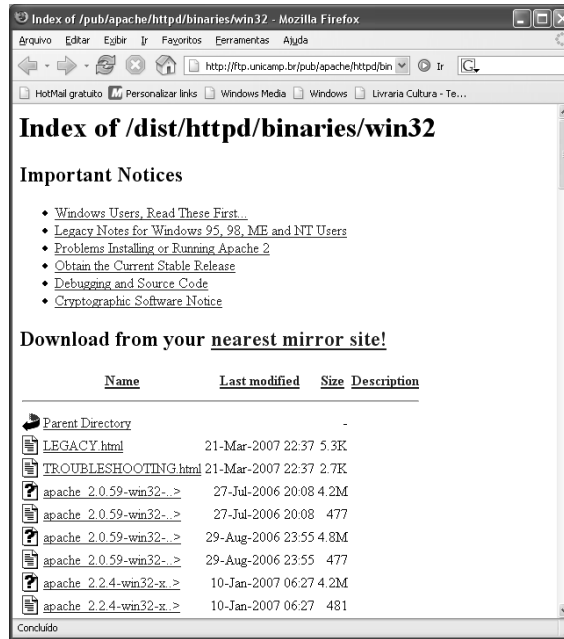 Index of /pub/apache/httpd/binaries/win32 - Mozilla Firefox
Arquivo Editar Exibir Ir Favoritos Ferramentas Ajuda
http://ftp.unicamp.br/pub/apache/httpd/bin Ir G
HotMail gratuito Personalizar links Windows Media Windows Livraria Cultura - Te...
Index of /dist/httpd/binaries/win32
Important Notices
Windows Users, Read These First...
Legacy Notes for Windows 95, 98, ME and NT Users
Problems Installing or Running Apache 2
Obtain the Current Stable Release
Debugging and Source Code
Cryptographic Software Notice
Download from your nearest mirror site!
Name Last modified Size Description
Parent Directory -
LEGACY.html 21-Mar-2007 22:37 5.3K
TROUBLESHOOTING.html 21-Mar-2007 22:37 2.7K
apache_2.0.59-win32-..> 27-Jul-2006 20:08 4.2M
apache_2.0.59-win32-..> 27-Jul-2006 20:08 477
apache_2.0.59-win32-..> 29-Aug-2006 23:55 4.8M
apache_2.0.59-win32-..> 29-Aug-2006 23:55 477
apache_2.2.4-win32-x..> 10-Jan-2007 06:27 4.2M
apache_2.2.4-win32-x..> 10-Jan-2007 06:27 481
Concluído